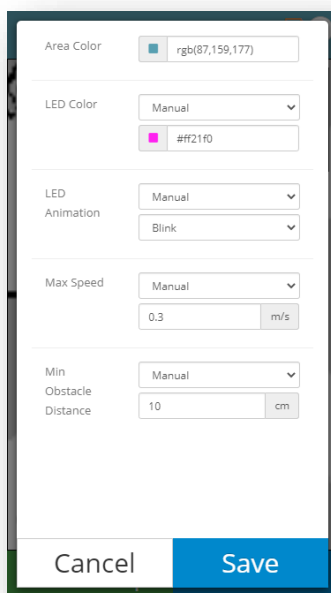 Area Color
rgb(87,159,177)
LED Color
Manual
#ff21f0
LED
Animation
Manual
Blink
Max Speed
Manual
0.3
m/s
Min
Obstacle
Distance
Manual
10
cm
Cancel
Save